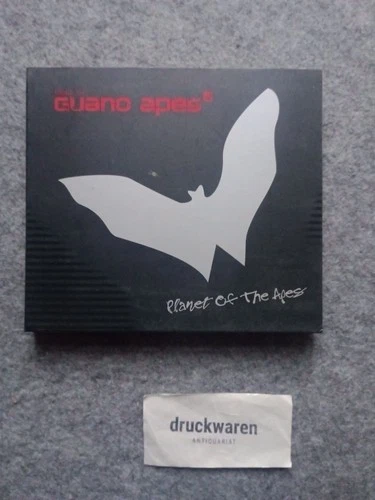 Guano Apes
Planet Of The Apes
druckwaren
ANTIQUARIAT